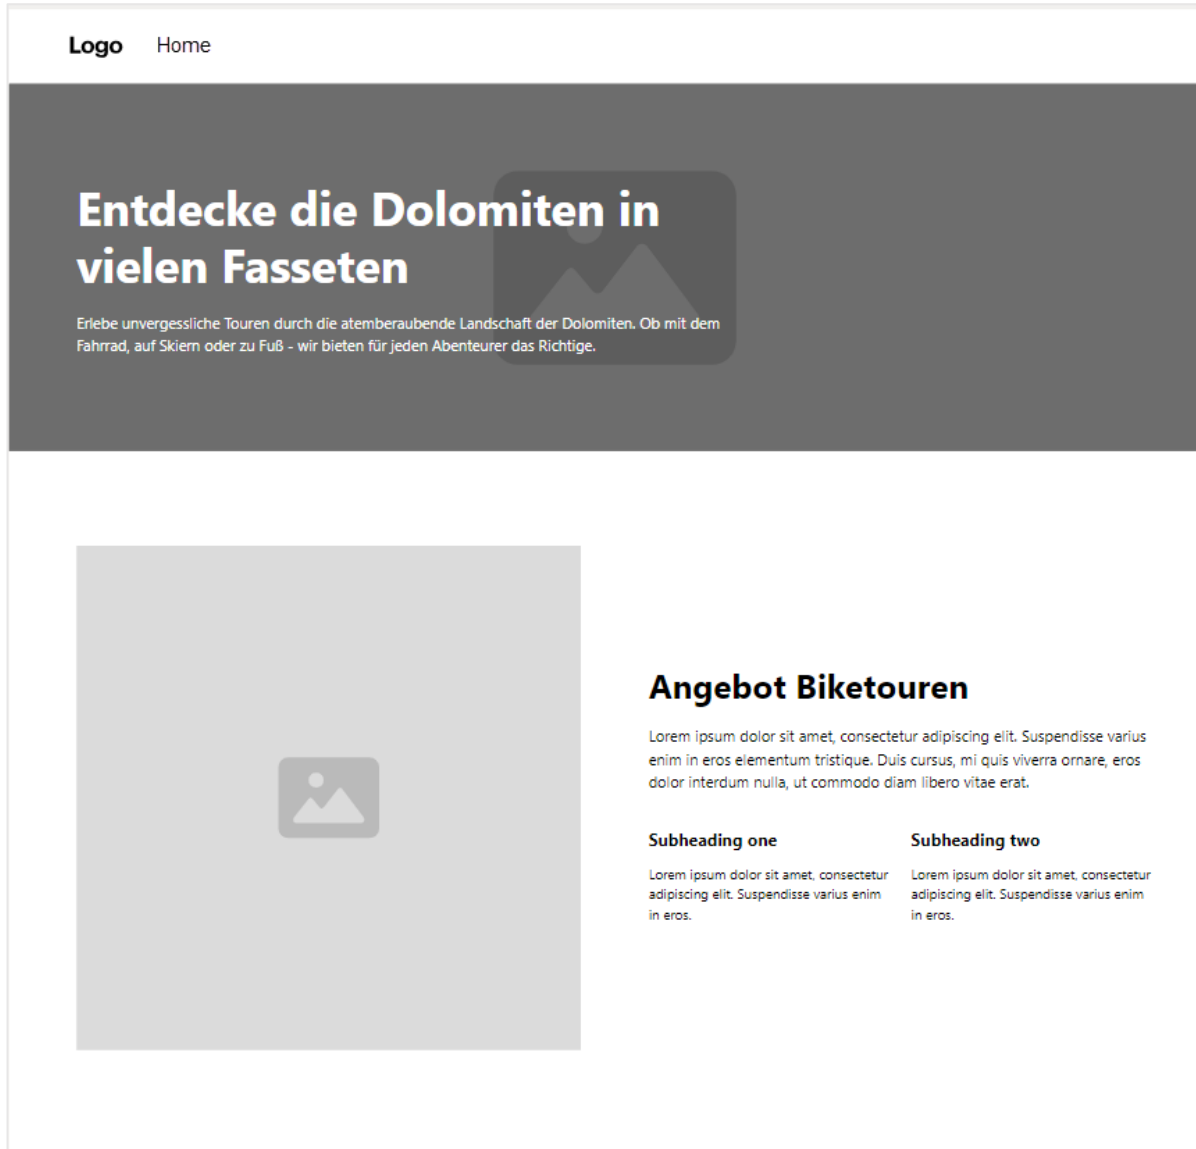 Logo Home
Entdecke die Dolomiten in
vielen Fasseten
Erlebe unvergessliche Touren durch die atemberaubende Landschaft der Dolomiten. Ob mit dem
Fahrrad, auf Skiern oder zu Fuß - wir bieten für jeden Abenteurer das Richtige.
Angebot Biketouren
Lorem ipsum dolor sit amet, consectetur adipiscing elit. Suspendisse varius
enim in eros elementum tristique. Duis cursus, mi quis viverra ornare, eros
dolor interdum nulla, ut commodo diam libero vitae erat.
Subheading one
Lorem ipsum dolor sit amet, consectetur
adipiscing elit. Suspendisse varius enim
in eros.
Subheading two
Lorem ipsum dolor sit amet, consectetur
adipiscing elit. Suspendisse varius enim
in eros.